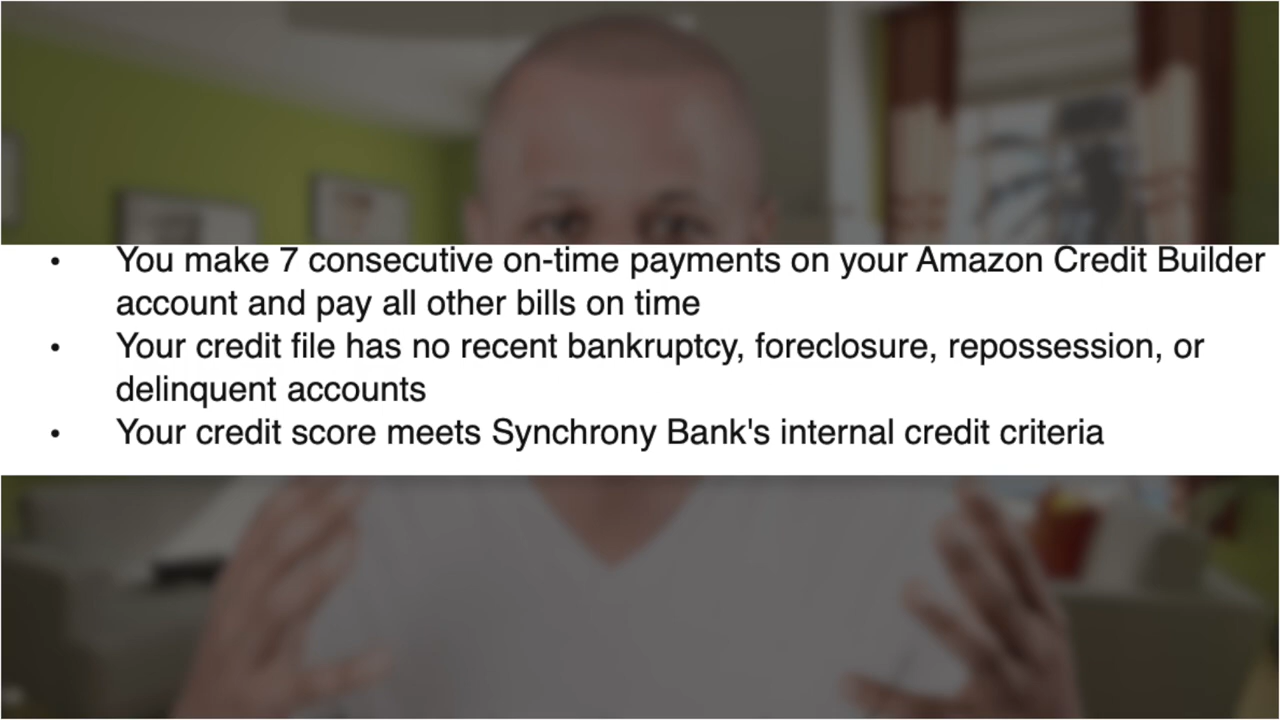 • You make 7 consecutive on-time payments on your Amazon Credit Builder
account and pay all other bills on time
• Your credit file has no recent bankruptcy, foreclosure, repossession, or
delinquent accounts
• Your credit score meets Synchrony Bank's internal credit criteria